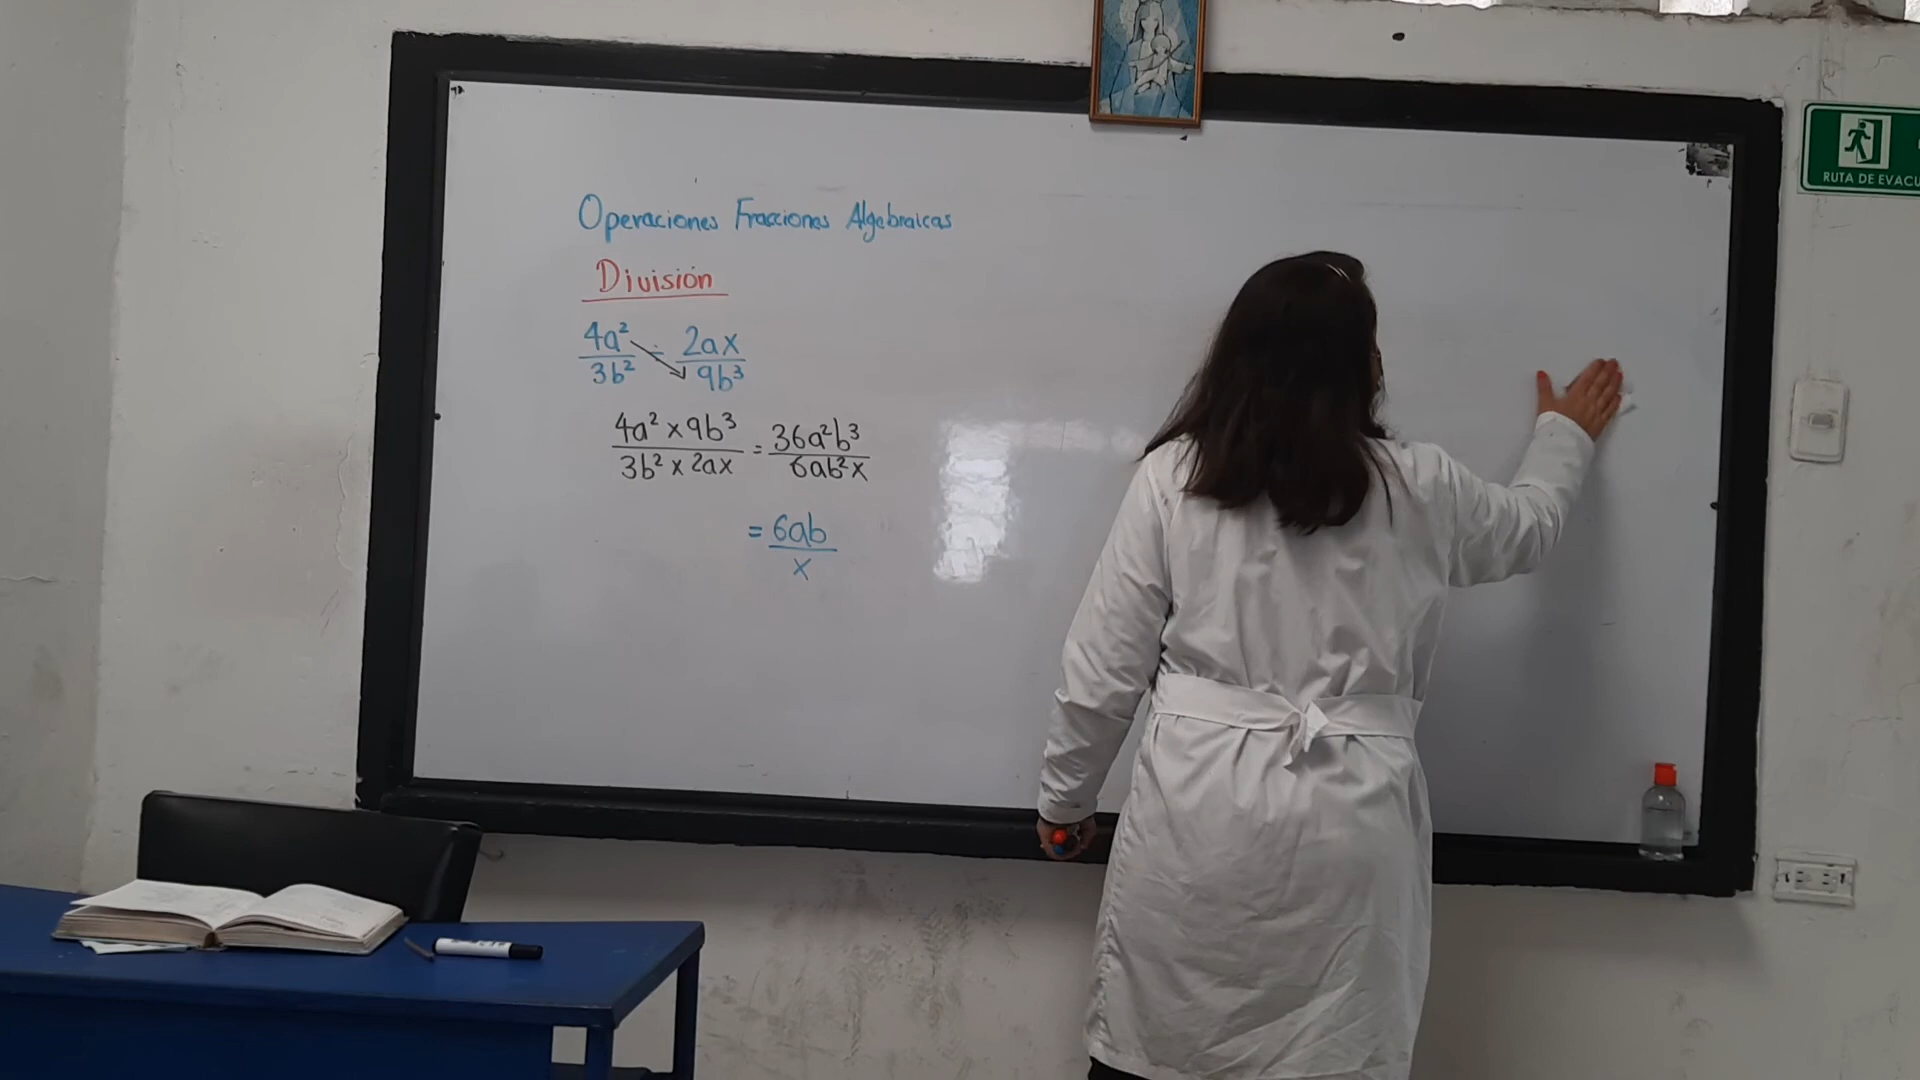 Operaciones Fracciones Algebraicas
División
4a²/3b² ÷ 2ax/9b³
4a² x 9b³/3b² x 2ax = 36a²b³/6ab²x
= 6ab/x
RUTA DE EVACU